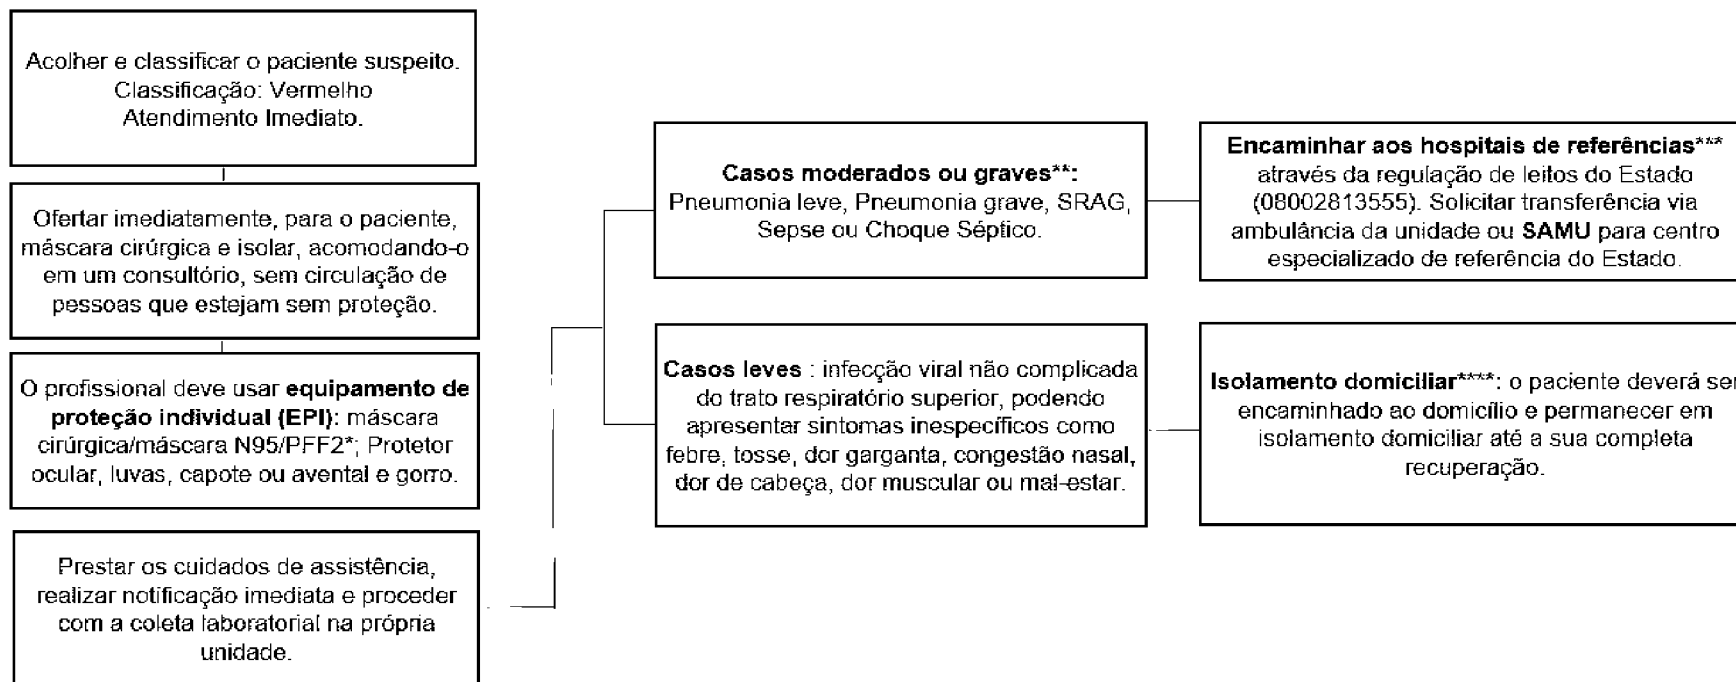 Acolher e classificar o paciente suspeito.
Classificação: Vermelho
Atendimento Imediato.
Ofertar imediatamente, para o paciente,
máscara cirúrgica e isolar, acomodando-o
em um consultório, sem circulação de
pessoas que estejam sem proteção.
O profissional deve usar equipamento de
proteção individual (EPI): máscara
cirúrgica/máscara N95/PFF2*; Protetor
ocular, luvas, capote ou avental e gorro.
Prestar os cuidados de assistência,
realizar notificação imediata e proceder
com a coleta laboratorial na própria
unidade.
Casos moderados ou graves**:
Pneumonia leve, Pneumonia grave, SRAG,
Sepse ou Choque Séptico.
Encaminhar aos hospitais de referências***
através da regulação de leitos do Estado
(08002813555). Solicitar transferência via
ambulância da unidade ou SAMU para centro
especializado de referência do Estado.
Casos leves : infecção viral não complicada
do trato respiratório superior, podendo
apresentar sintomas inespecíficos como
febre, tosse, dor garganta, congestão nasal,
dor de cabeça, dor muscular ou mal-estar.
Isolamento domiciliar****: o paciente deverá ser
encaminhado ao domicílio e permanecer em
isolamento domiciliar até a sua completa
recuperação.